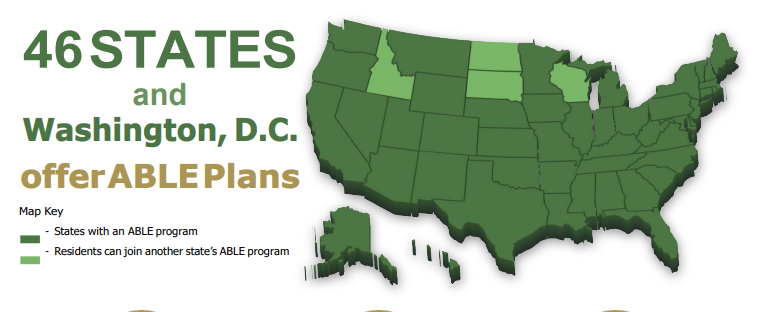 46 STATES
and
Washington, D.C.
offer ABLE Plans
Map Key
- States with an ABLE program
- Residents can join another state's ABLE program